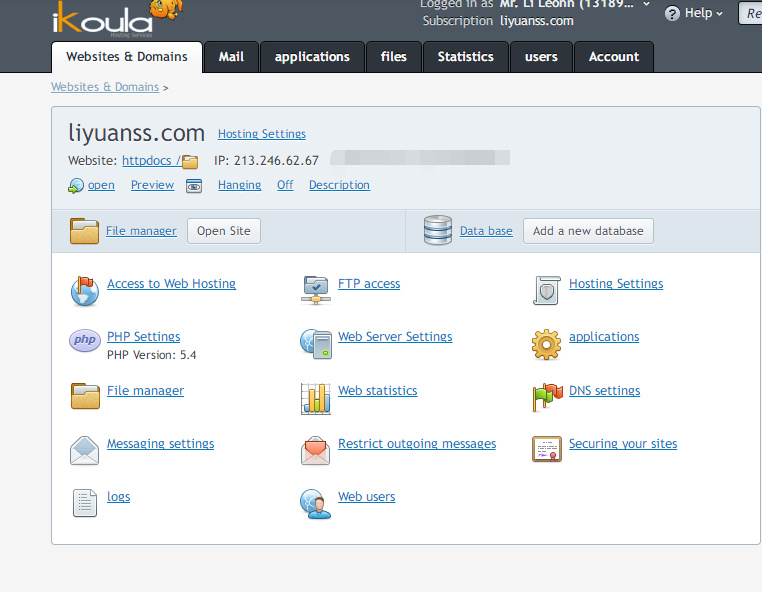 iKoula
Hosting Services
Logged in as Mr. Li Leohn (13189...
Subscription liyuanss.com
Help
Re
Websites & Domains
Mail
applications
files
Statistics
users
Account
Websites & Domains >
liyuanss.com Hosting Settings
Website: httpdocs / IP: 213.246.62.67
open Preview Hanging Off Description
File manager Open Site Data base Add a new database
Access to Web Hosting FTP access Hosting Settings
php PHP Settings Web Server Settings applications
PHP Version: 5.4
File manager Web statistics DNS settings
Messaging settings Restrict outgoing messages Securing your sites
logs Web users